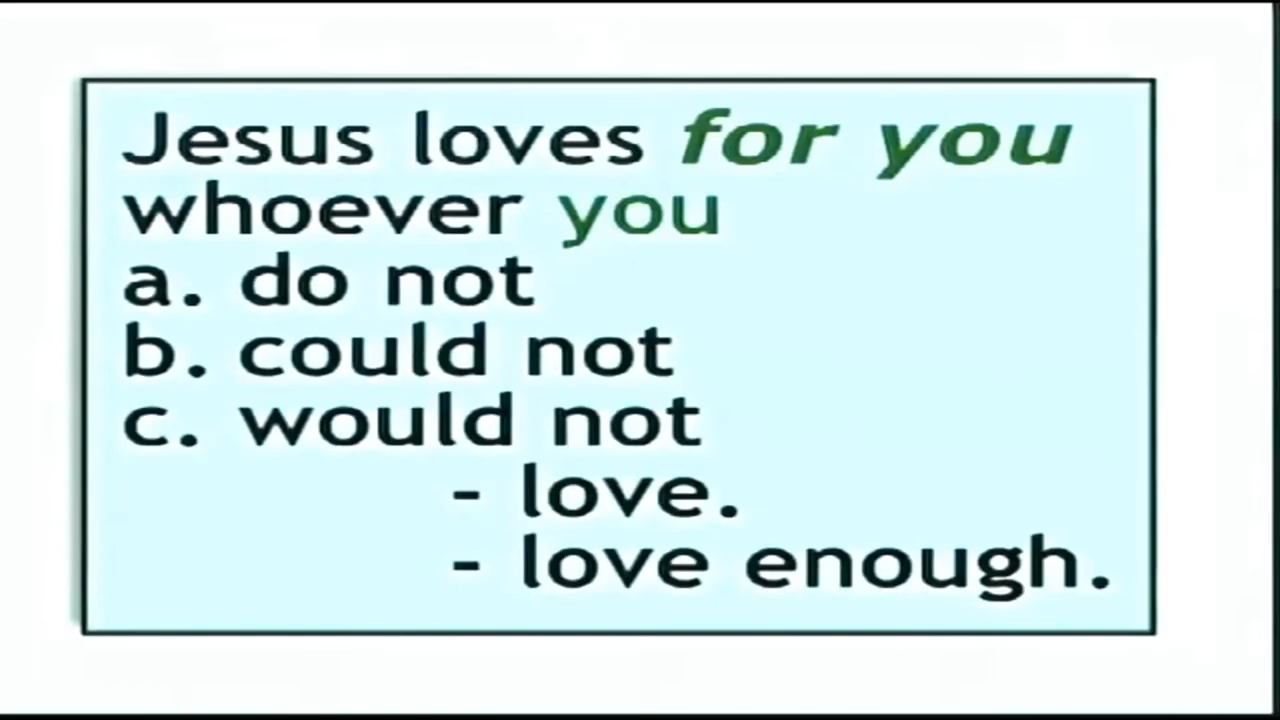 Jesus loves for you
whoever you
a. do not
b. could not
c. would not
- love.
- love enough.